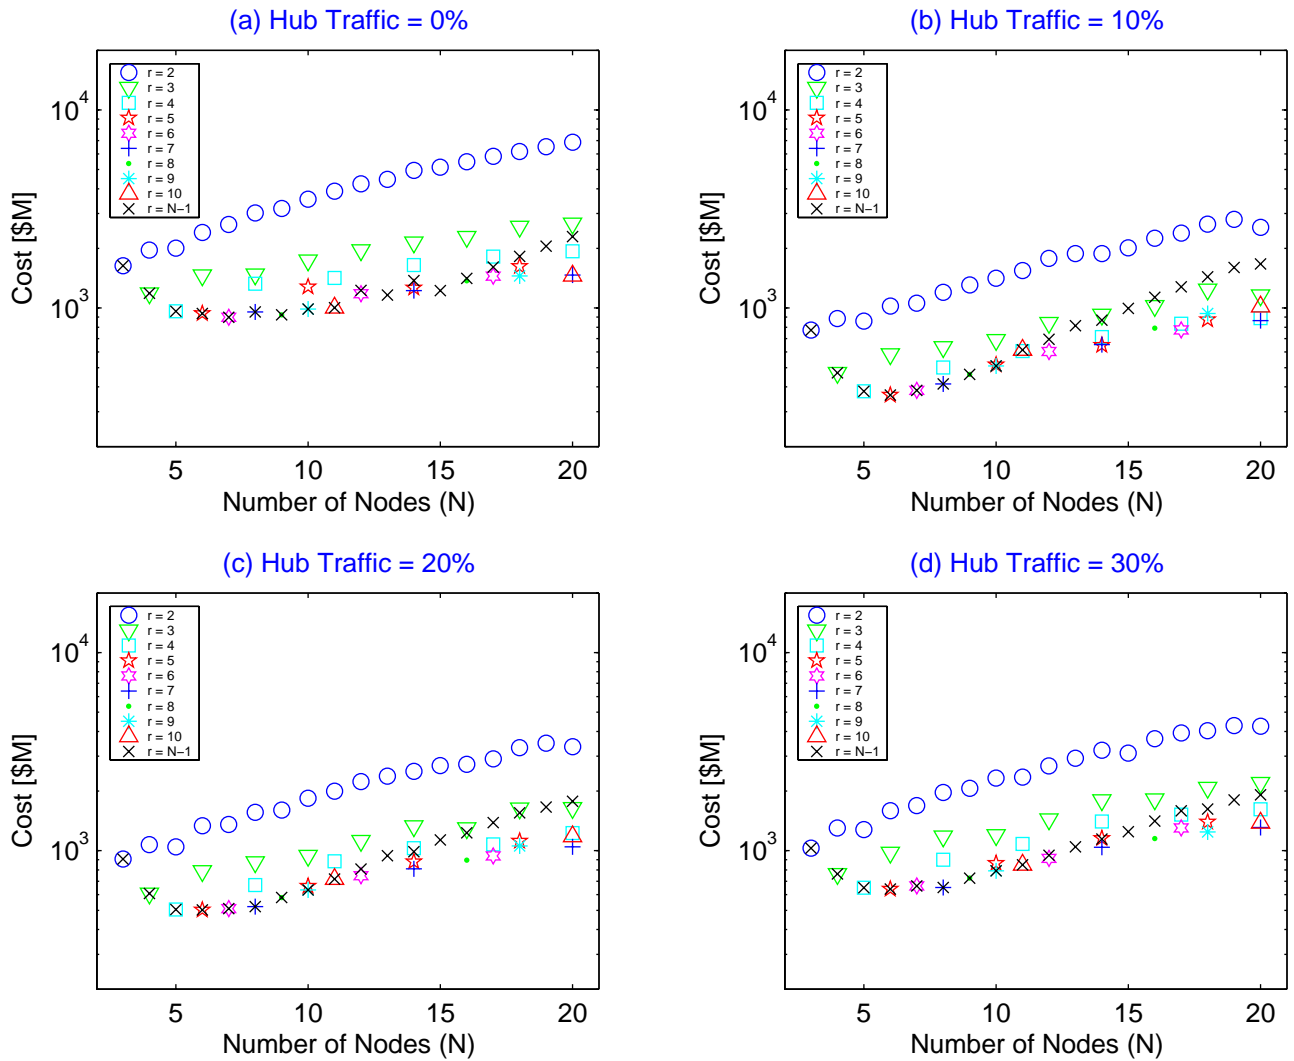 (a) Hub Traffic = 0%
r = 2
r = 3
r = 4
r = 5
r = 6
r = 7
r = 8
r = 9
r = 10
r = N−1
10^4
10^3
Cost [$M]
5 10 15 20
Number of Nodes (N)
(b) Hub Traffic = 10%
r = 2
r = 3
r = 4
r = 5
r = 6
r = 7
r = 8
r = 9
r = 10
r = N−1
10^4
10^3
Cost [$M]
5 10 15 20
Number of Nodes (N)
(c) Hub Traffic = 20%
r = 2
r = 3
r = 4
r = 5
r = 6
r = 7
r = 8
r = 9
r = 10
r = N−1
10^4
10^3
Cost [$M]
5 10 15 20
Number of Nodes (N)
(d) Hub Traffic = 30%
r = 2
r = 3
r = 4
r = 5
r = 6
r = 7
r = 8
r = 9
r = 10
r = N−1
10^4
10^3
Cost [$M]
5 10 15 20
Number of Nodes (N)